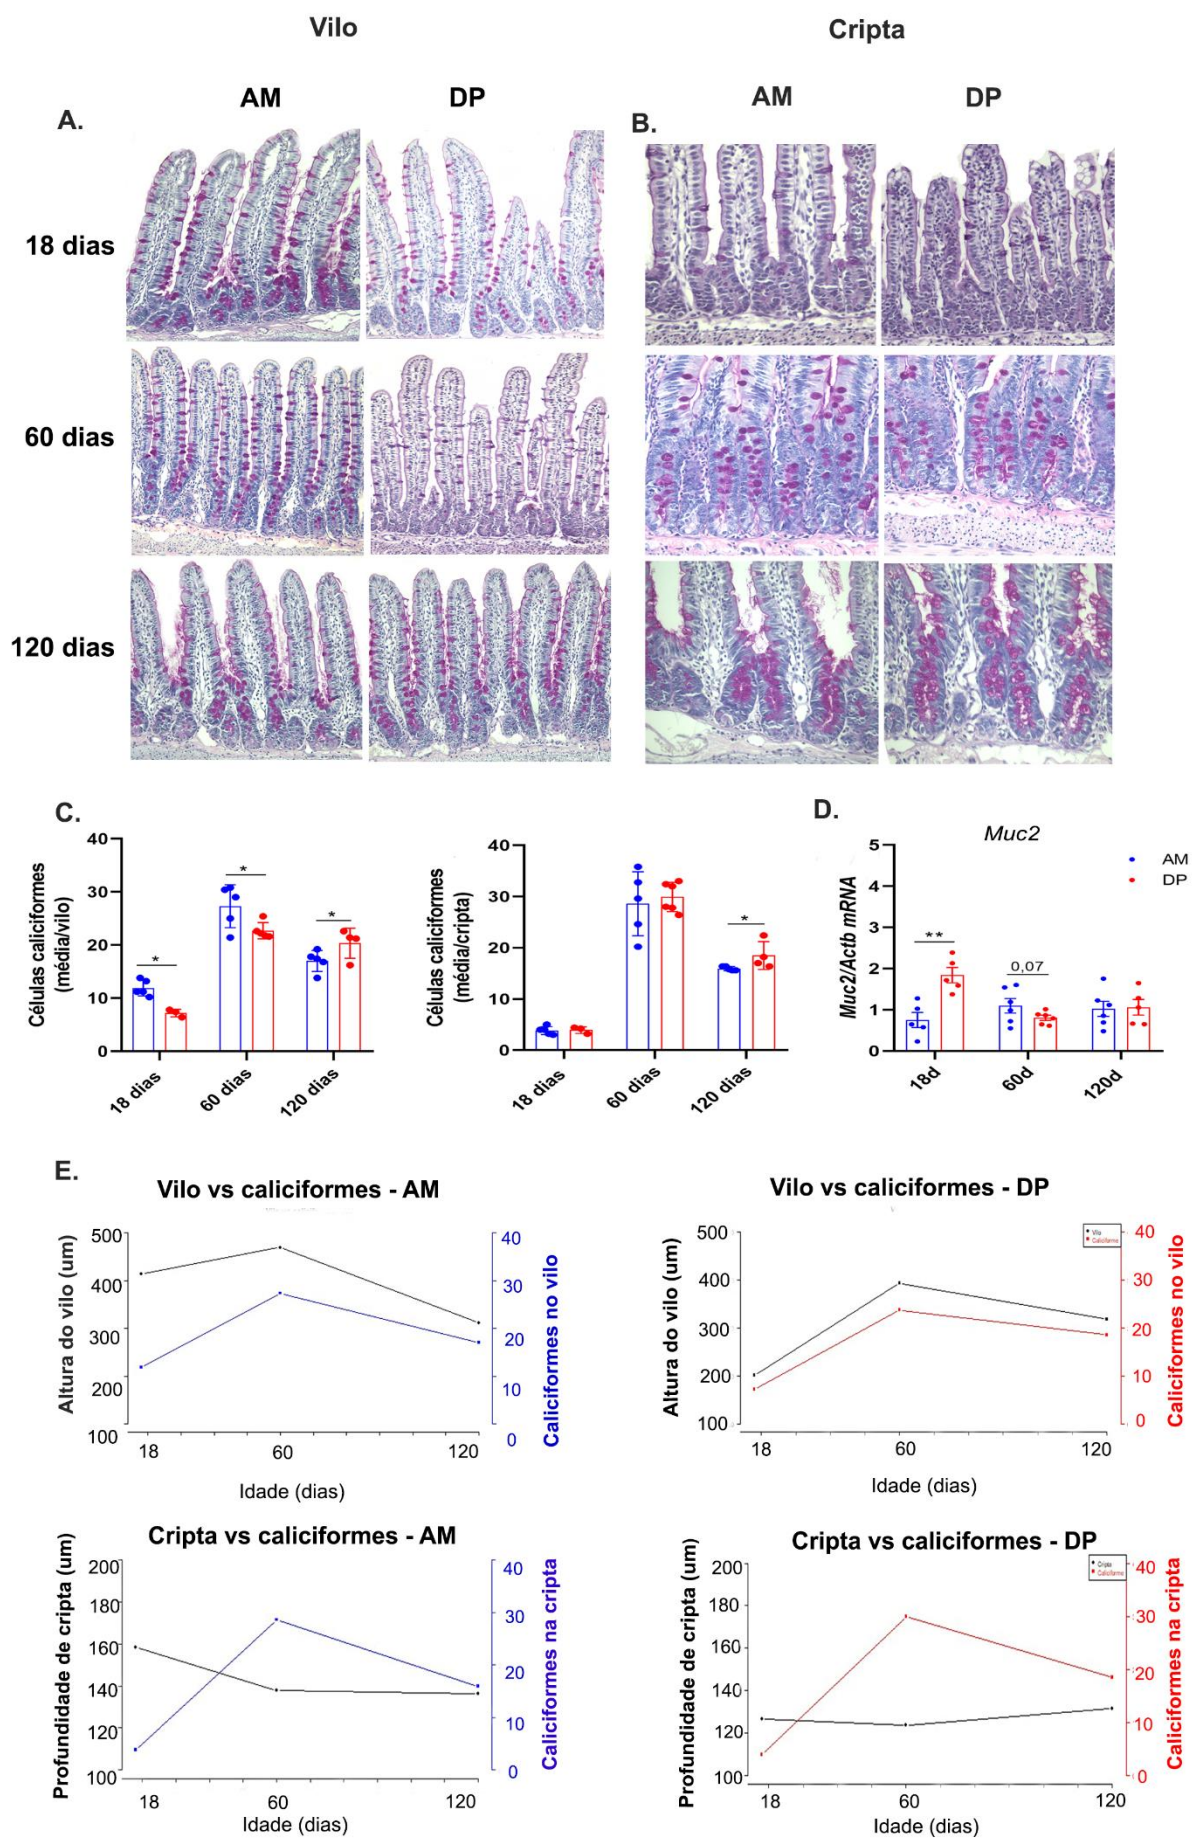 Vilo
Cripta
AM
DP
AM
DP
A.
B.
18 dias
60 dias
120 dias
C.
Células caliciformes
(média/vilo)
40
30
20
10
0
*
*
*
18 dias
60 dias
120 dias
Células caliciformes
(média/cripta)
40
30
20
10
0
*
18 dias
60 dias
120 dias
D.
Muc2
Muc2/Actb mRNA
5
4
3
2
1
0
**
0,07
AM
DP
18d
60d
120d
E.
Vilo vs caliciformes - AM
Altura do vilo (um)
500
400
300
200
100
40
30
20
10
0
Caliciformes no vilo
18
60
120
Idade (dias)
Vilo vs caliciformes - DP
Altura do vilo (um)
500
400
300
200
100
Vilo
Caliciforme
40
30
20
10
0
Caliciformes no vilo
18
60
120
Idade (dias)
Cripta vs caliciformes - AM
Profundidade de cripta (um)
200
180
160
140
120
100
40
30
20
10
0
Caliciformes na cripta
18
60
120
Idade (dias)
Cripta vs caliciformes - DP
Profundidade de cripta (um)
200
180
160
140
120
100
Cripta
Caliciforme
40
30
20
10
0
Caliciformes na cripta
18
60
120
Idade (dias)